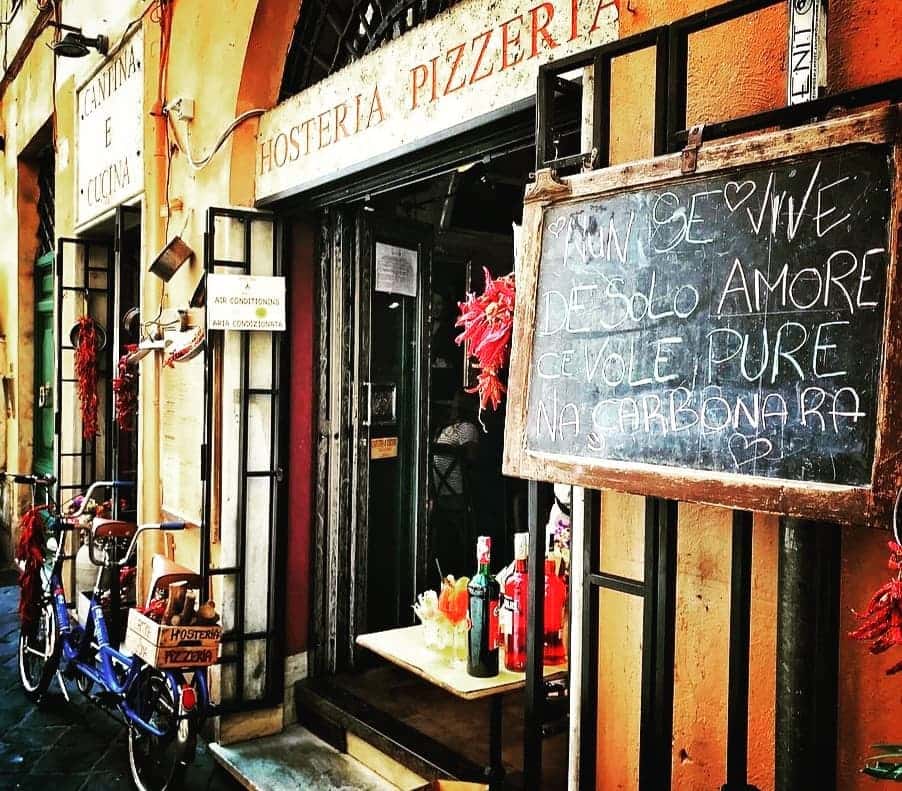 CANTINA
E
CUCINA
HOSTERIA PIZZERIA
AIR CONDITIONING
ARIA CONDIZIONATA
NUN SE VIVE
DE SOLO AMORE
CE VOLE PURE
NA CARBONARA
HOSTERIA
PIZZERIA